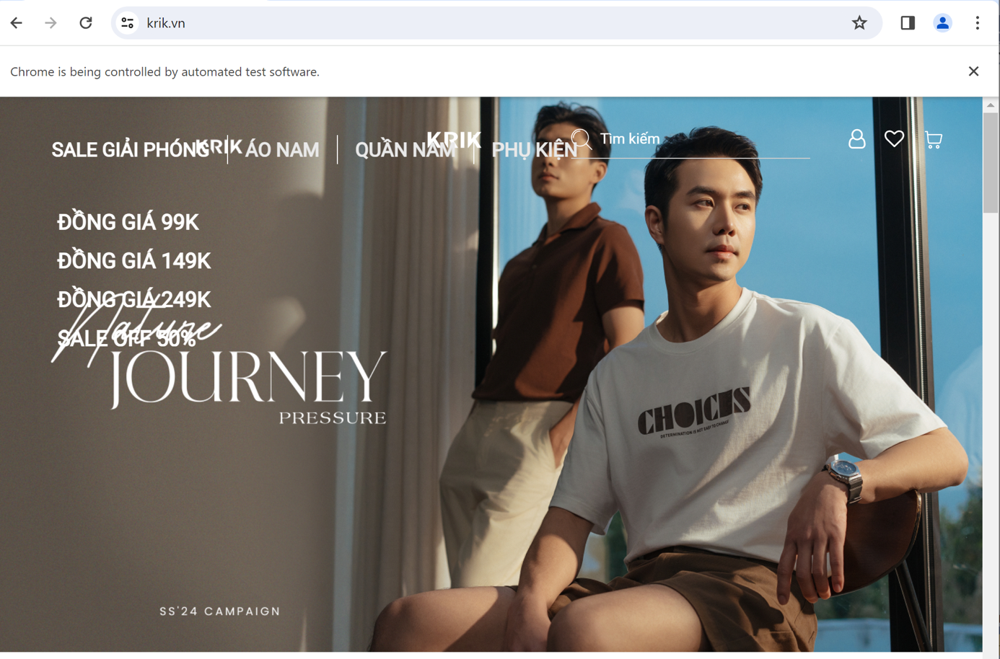 krik.vn
Chrome is being controlled by automated test software.
SALE GIẢI PHÓNG
KRIK
ÁO NAM
QUẦN NAM
KRIK
PHỤ KIỆN
Tìm kiếm
ĐỒNG GIÁ 99K
ĐỒNG GIÁ 149K
ĐỒNG GIÁ 249K
SALE OFF 50%
Nature
JOURNEY
PRESSURE
CHOICES
DETERMINATION IS NOT EASY TO CHANGE
SS'24 CAMPAIGN